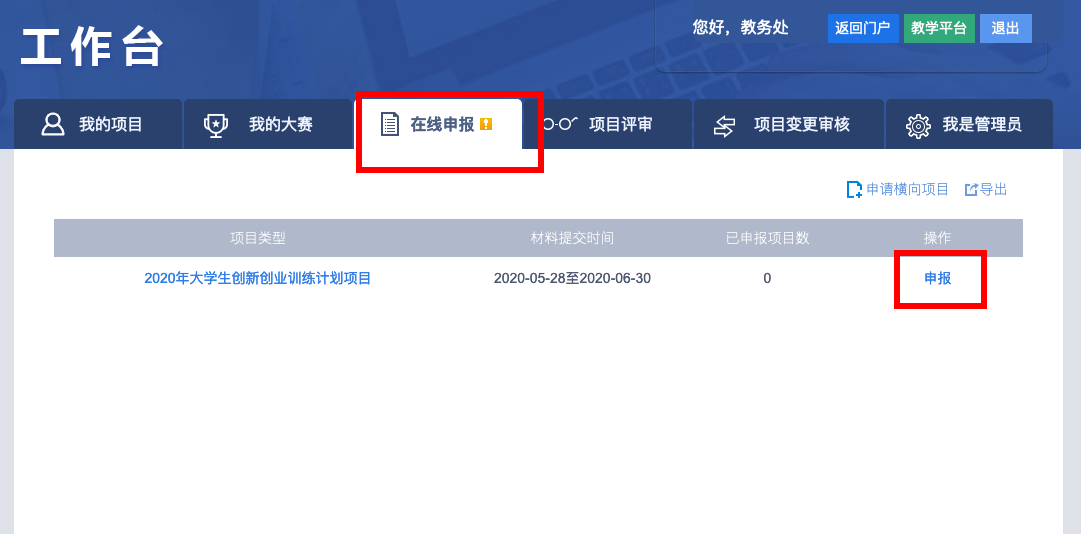 工作台
您好，教务处 返回门户 教学平台 退出
我的项目 我的大赛 在线申报 项目评审 项目变更审核 我是管理员
申请横向项目 导出
项目类型 材料提交时间 已申报项目数 操作
2020年大学生创新创业训练计划项目 2020-05-28至2020-06-30 0 申报